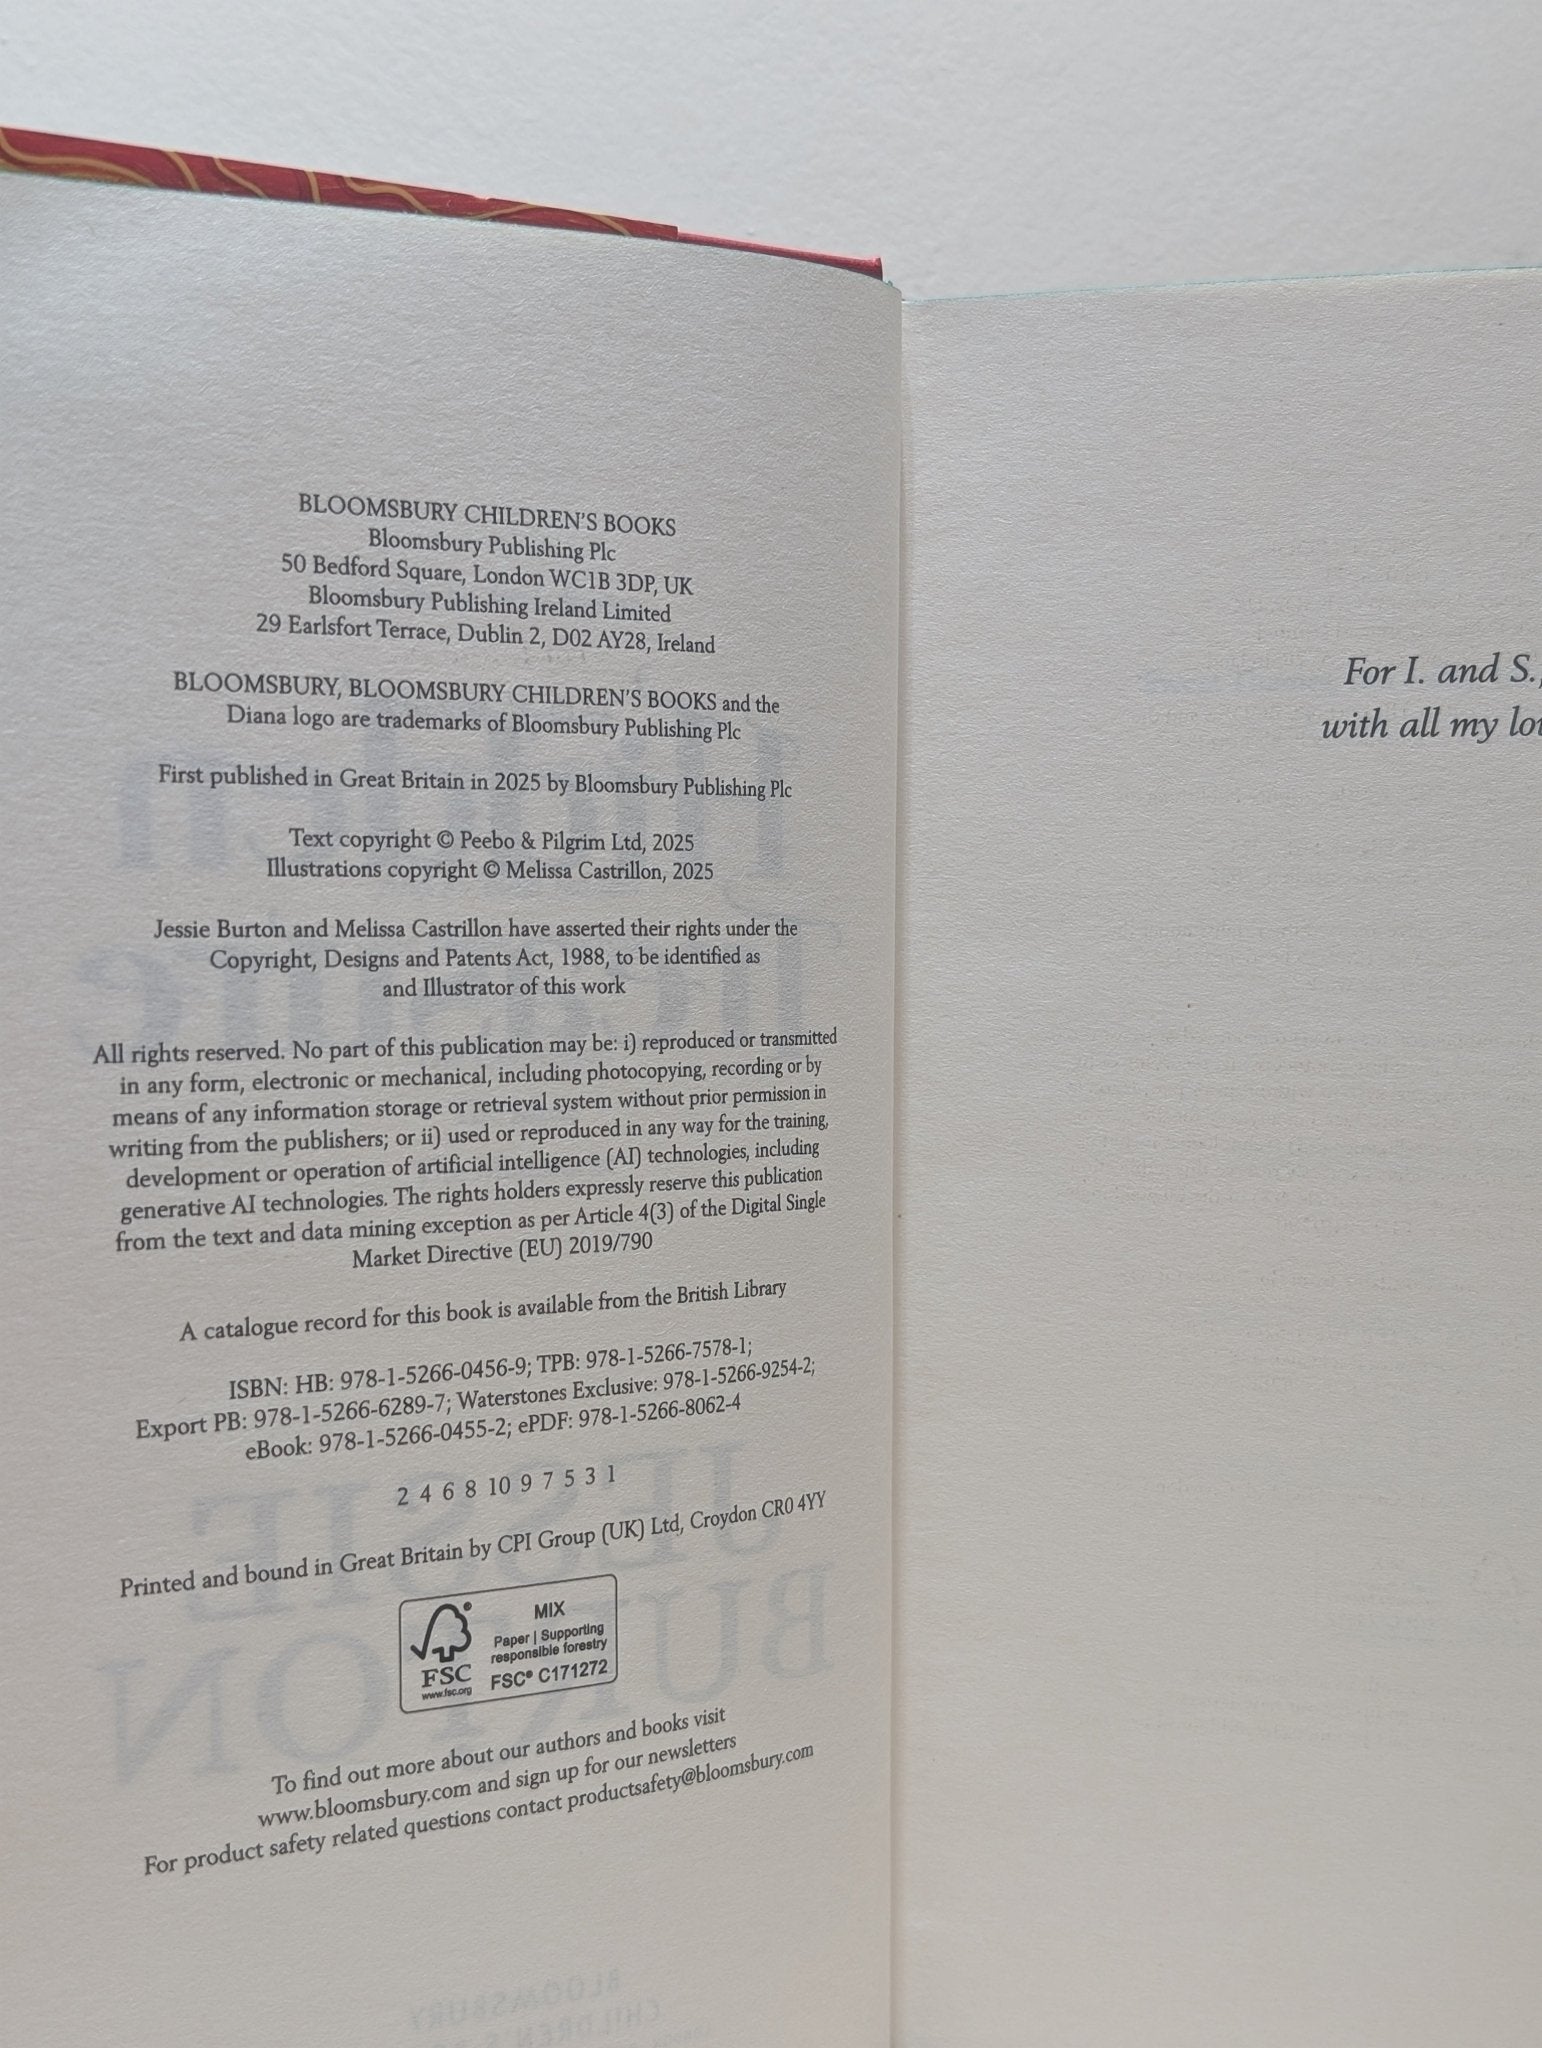 BLOOMSBURY CHILDREN'S BOOKS
Bloomsbury Publishing Plc
50 Bedford Square, London WC1B 3DP, UK
Bloomsbury Publishing Ireland Limited
29 Earlsfort Terrace, Dublin 2, D02 AY28, Ireland
BLOOMSBURY, BLOOMSBURY CHILDREN'S BOOKS and the
Diana logo are trademarks of Bloomsbury Publishing Plc
First published in Great Britain in 2025 by Bloomsbury Publishing Plc
Text copyright © Peebo & Pilgrim Ltd, 2025
Illustrations copyright © Melissa Castrillon, 2025
Jessie Burton and Melissa Castrillon have asserted their rights under the
Copyright, Designs and Patents Act, 1988, to be identified as
and Illustrator of this work
All rights reserved. No part of this publication may be: i) reproduced or transmitted
in any form, electronic or mechanical, including photocopying, recording or by
means of any information storage or retrieval system without prior permission in
writing from the publishers; or ii) used or reproduced in any way for the training,
development or operation of artificial intelligence (AI) technologies, including
generative AI technologies. The rights holders expressly reserve this publication
from the text and data mining exception as per Article 4(3) of the Digital Single
Market Directive (EU) 2019/790
A catalogue record for this book is available from the British Library
ISBN: HB: 978-1-5266-0456-9; TPB: 978-1-5266-7578-1;
Export PB: 978-1-5266-6289-7; Waterstones Exclusive: 978-1-5266-9254-2;
eBook: 978-1-5266-0455-2; ePDF: 978-1-5266-8062-4
2 4 6 8 10 9 7 5 3 1
Printed and bound in Great Britain by CPI Group (UK) Ltd, Croydon CR0 4YY
FSC
www.fsc.org
MIX
Paper | Supporting
responsible forestry
FSC® C171272
To find out more about our authors and books visit
www.bloomsbury.com and sign up for our newsletters
For product safety related questions contact productsafety@bloomsbury.com
For I. and S.,
with all my